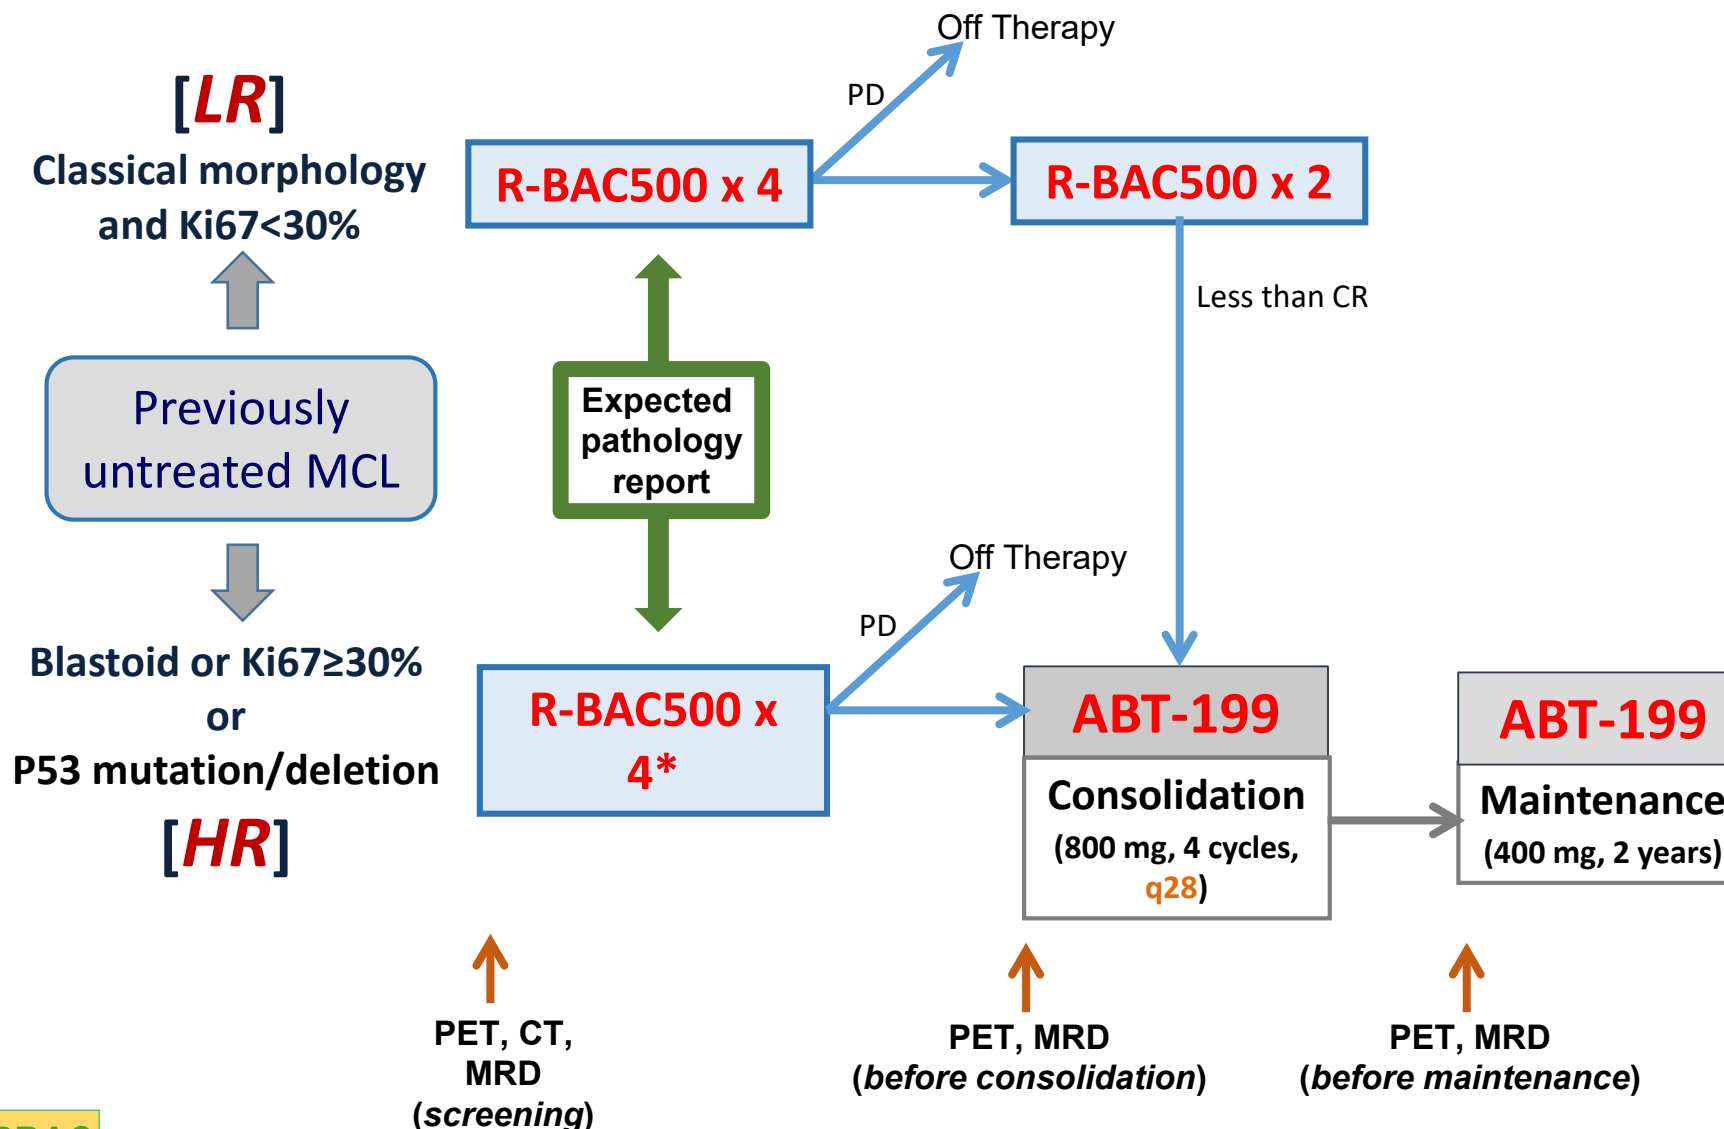 Off Therapy
PD
[LR]
Classical morphology
and Ki67<30%
R-BAC500 x 4
R-BAC500 x 2
Less than CR
Previously
untreated MCL
Expected
pathology
report
Off Therapy
PD
Blastoid or Ki67≥30%
or
P53 mutation/deletion
[HR]
R-BAC500 x
4*
ABT-199
Consolidation
(800 mg, 4 cycles,
q28)
ABT-199
Maintenance
(400 mg, 2 years)
PET, CT,
MRD
(screening)
PET, MRD
(before consolidation)
PET, MRD
(before maintenance)